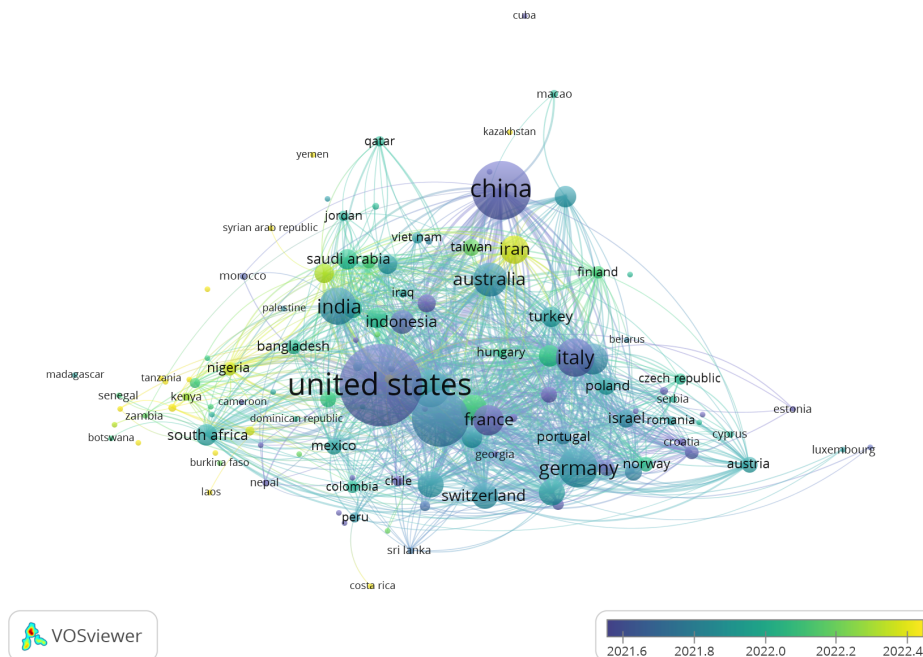 cuba
macao
kazakhstan
qatar
yemen
china
jordan
syrian arab republic
viet nam
taiwan
iran
saudi arabia
finland
morocco
australia
iraq
india
palestine
indonesia
turkey
belarus
bangladesh
hungary
italy
nigeria
madagascar
tanzania
czech republic
united states
poland
senegal
kenya
cameroon
serbia
zambia
dominican republic
france
israel
romania
estonia
botswana
south africa
mexico
portugal
croatia
cyprus
georgia
luxembourg
burkina faso
germany
norway
austria
nepal
chile
laos
colombia
switzerland
peru
sri lanka
costa rica
VOSviewer
2021.6 2021.8 2022.0 2022.2 2022.4